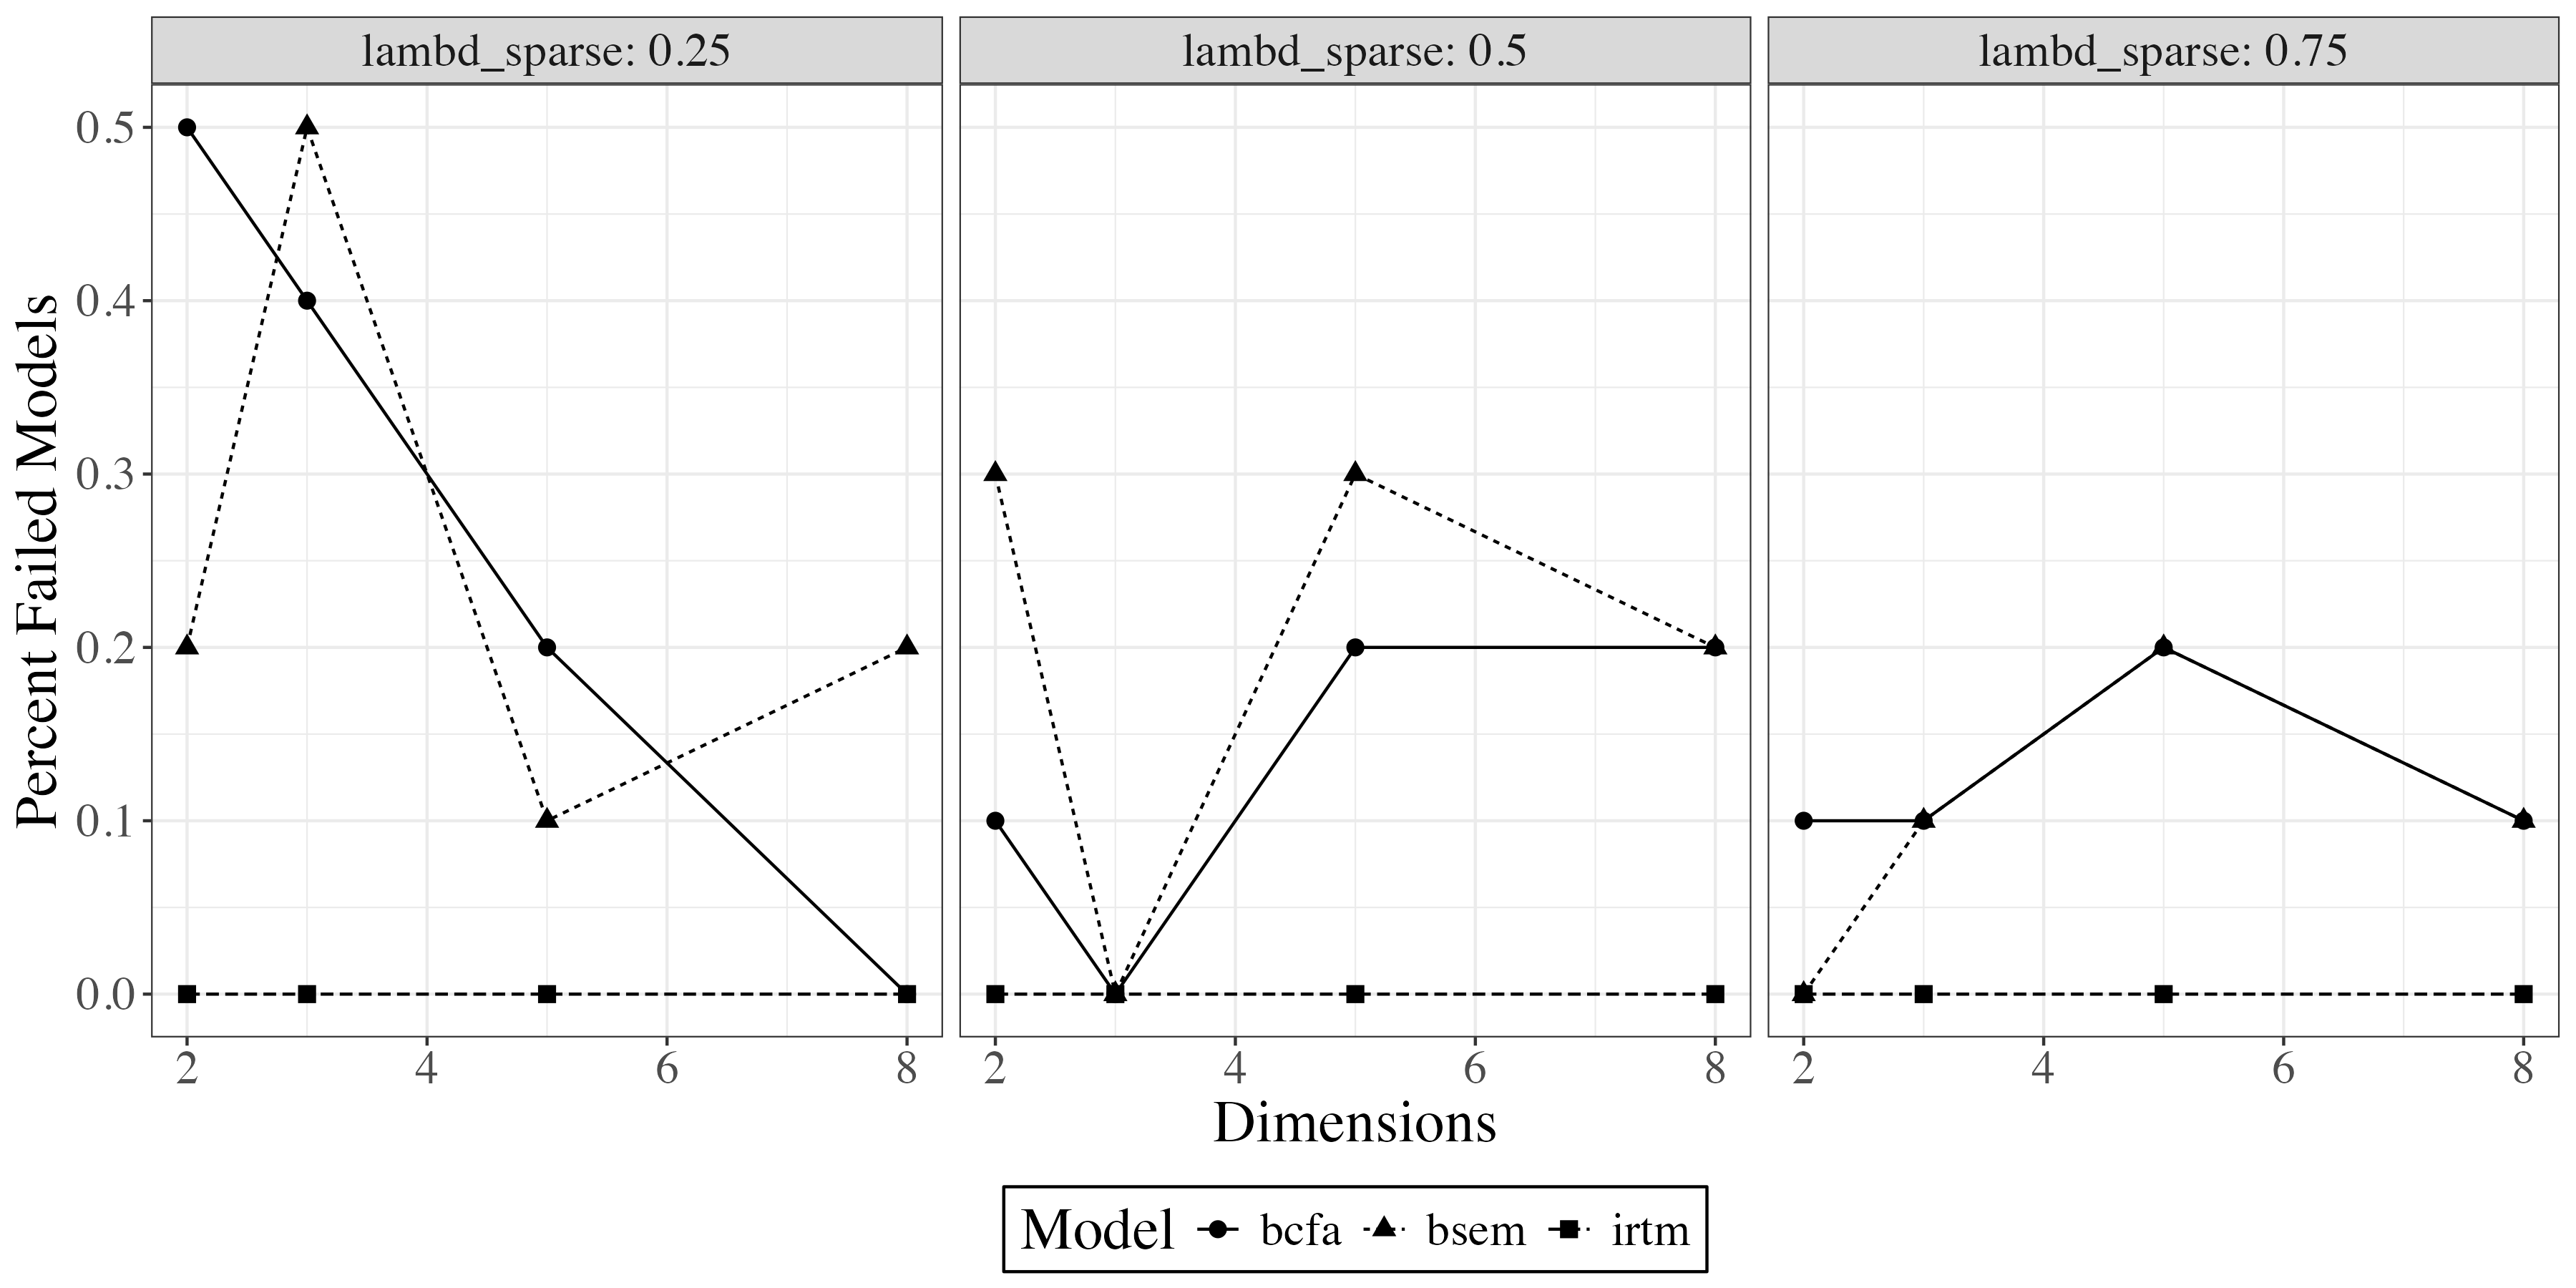 lambd_sparse: 0.25
lambd_sparse: 0.5
lambd_sparse: 0.75
Percent Failed Models
0.5
0.4
0.3
0.2
0.1
0.0
2 4 6 8
2 4 6 8
2 4 6 8
Dimensions
Model bcfa bsem irtm